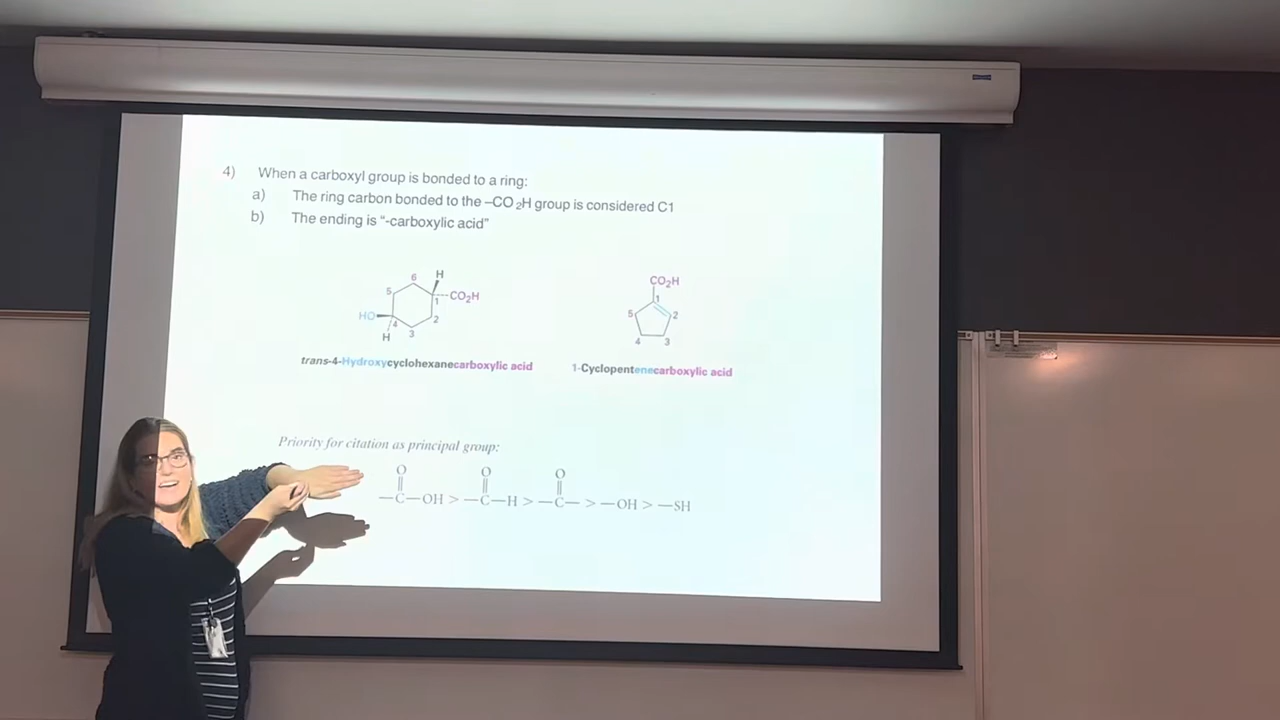 4) When a carboxyl group is bonded to a ring:
a) The ring carbon bonded to the –CO2H group is considered C1
b) The ending is “-carboxylic acid”
6 H
5
1 CO2H
HO
4 2
H 3
trans-4-Hydroxycyclohexanecarboxylic acid
CO2H
1
5 2
4 3
1-Cyclopentenecarboxylic acid
Priority for citation as principal group:
O O O
—C—OH > —C—H > —C— > —OH > —SH